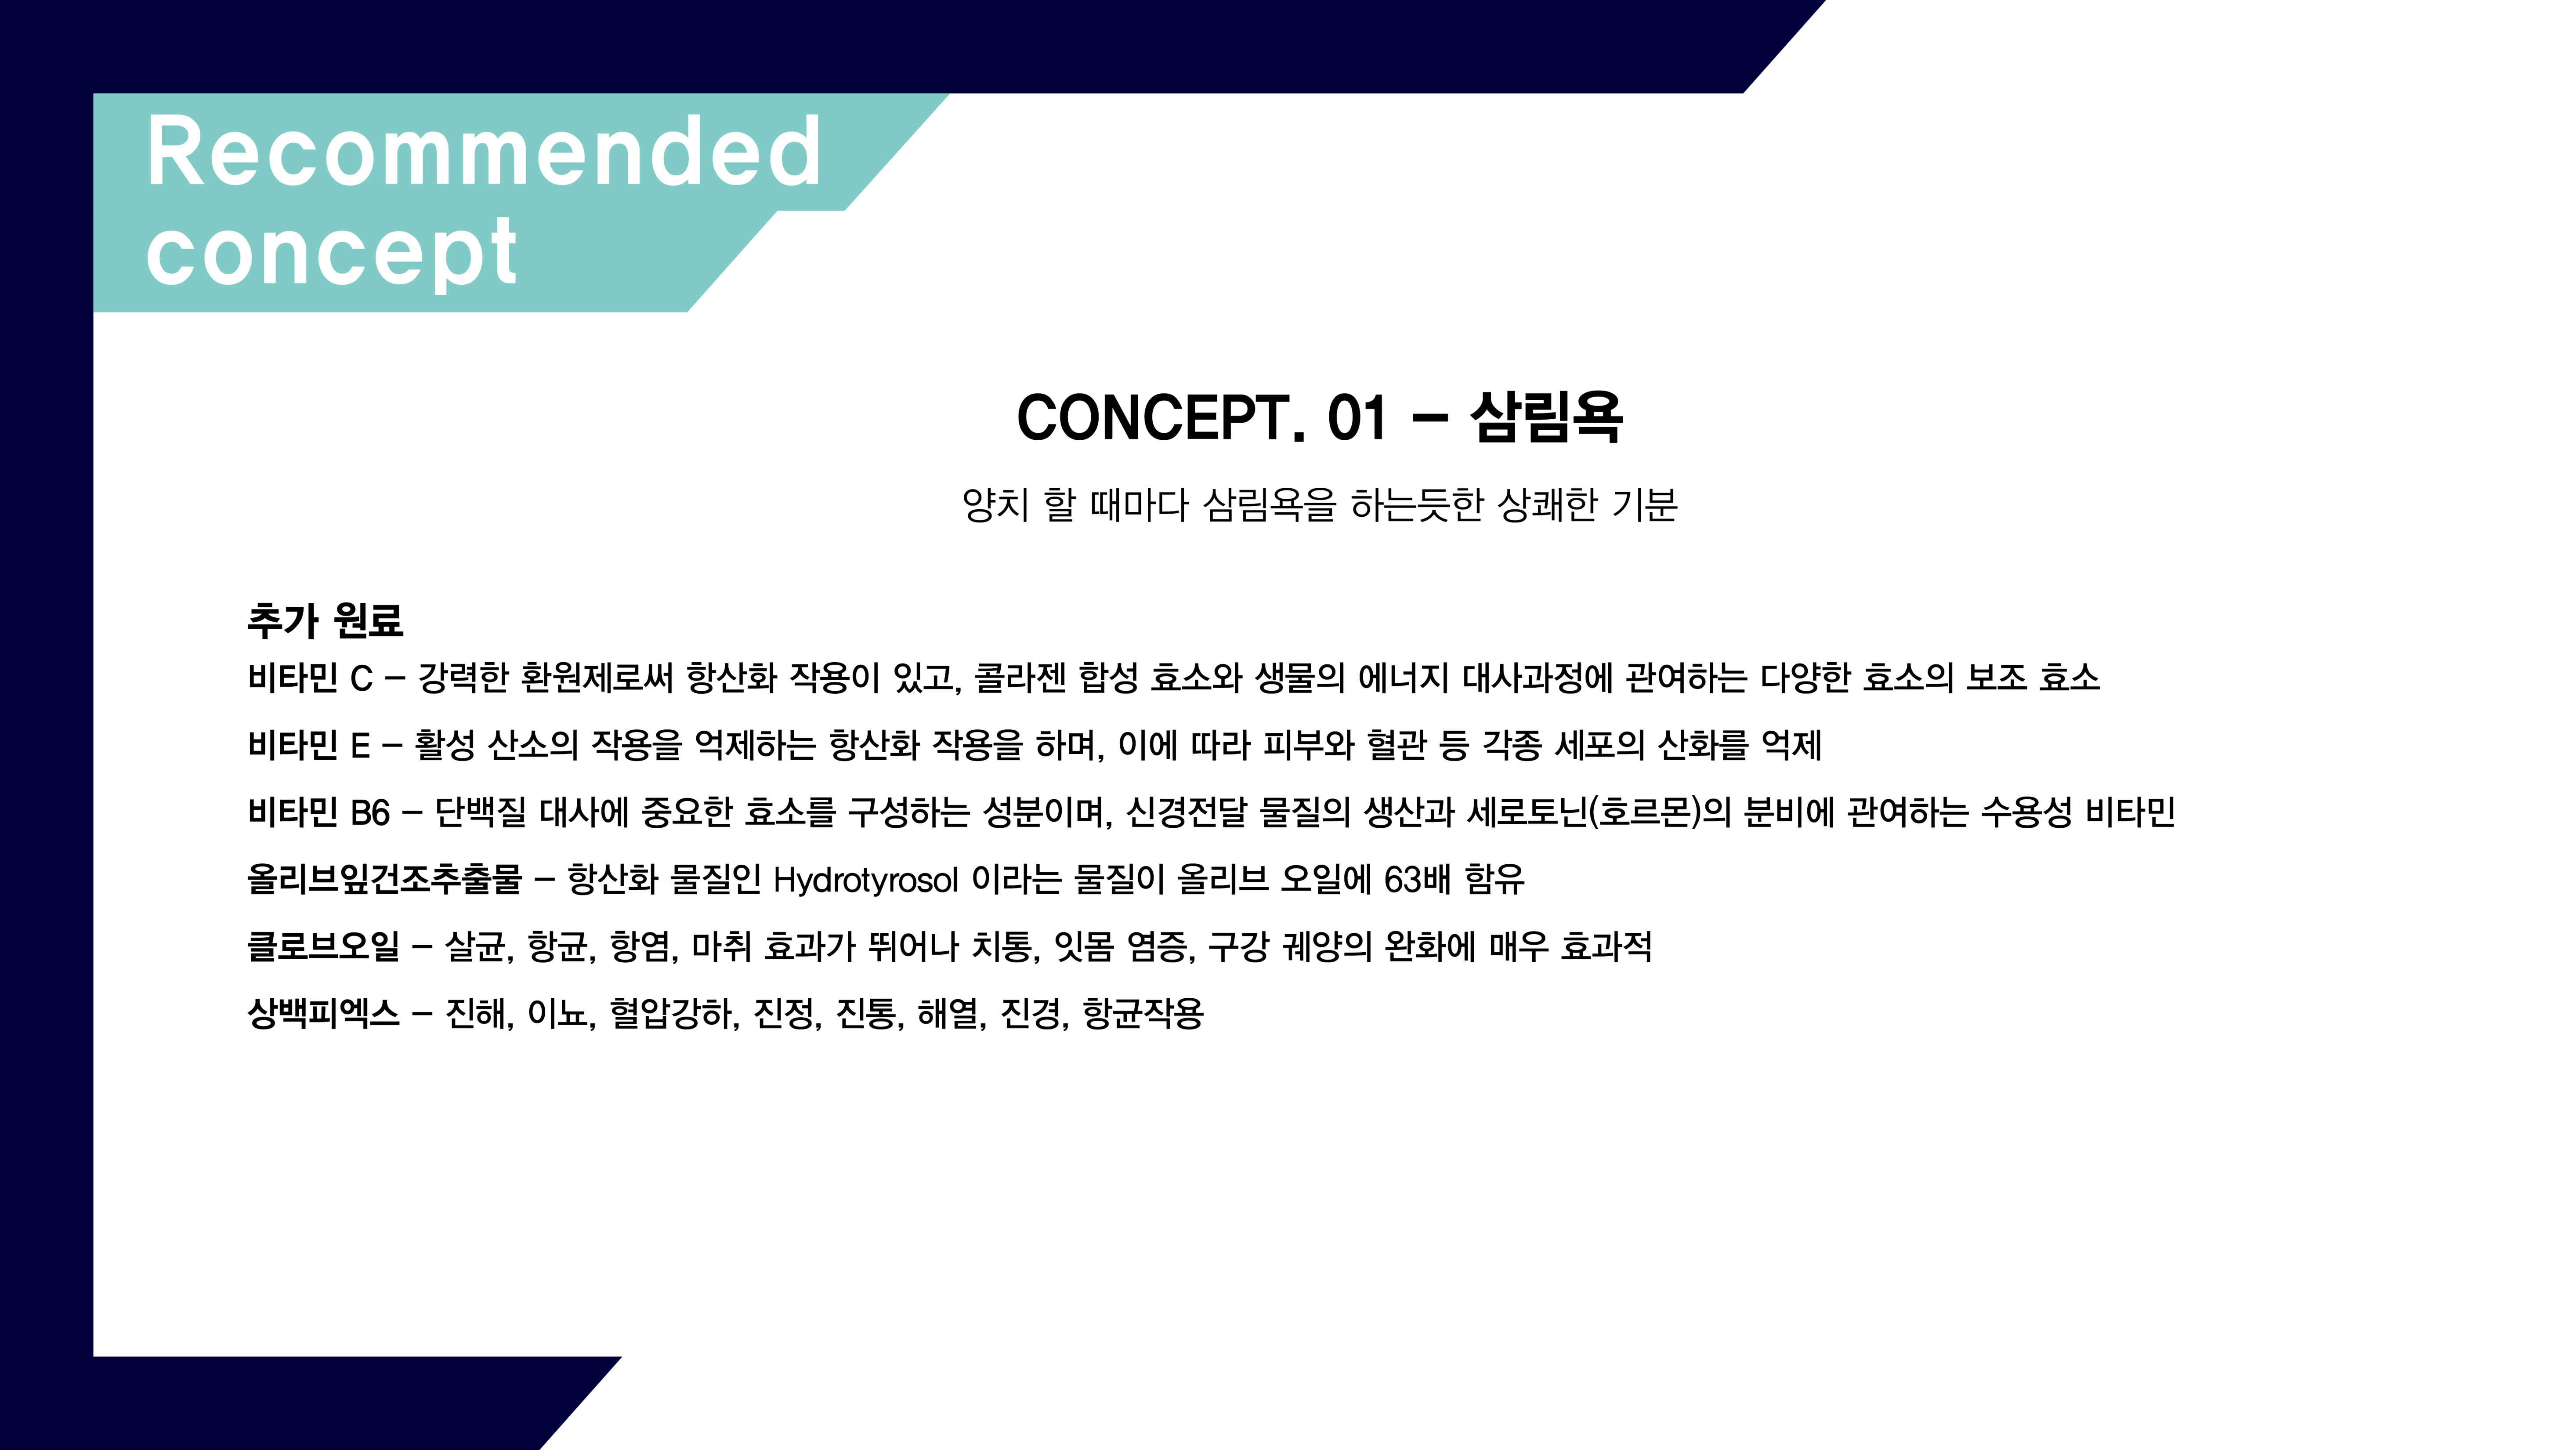 Recommended
concept
CONCEPT. 01 – 삼림욕
양치 할 때마다 삼림욕을 하는듯한 상쾌한 기분
추가 원료
비타민 C – 강력한 환원제로써 항산화 작용이 있고, 콜라젠 합성 효소와 생물의 에너지 대사과정에 관여하는 다양한 효소의 보조 효소
비타민 E – 활성 산소의 작용을 억제하는 항산화 작용을 하며, 이에 따라 피부와 혈관 등 각종 세포의 산화를 억제
비타민 B6 – 단백질 대사에 중요한 효소를 구성하는 성분이며, 신경전달 물질의 생산과 세로토닌(호르몬)의 분비에 관여하는 수용성 비타민
올리브잎건조추출물 – 항산화 물질인 Hydrotyrosol 이라는 물질이 올리브 오일에 63배 함유
클로브오일 – 살균, 항균, 항염, 마취 효과가 뛰어나 치통, 잇몸 염증, 구강 궤양의 완화에 매우 효과적
상백피엑스 – 진해, 이뇨, 혈압강하, 진정, 진통, 해열, 진경, 항균작용